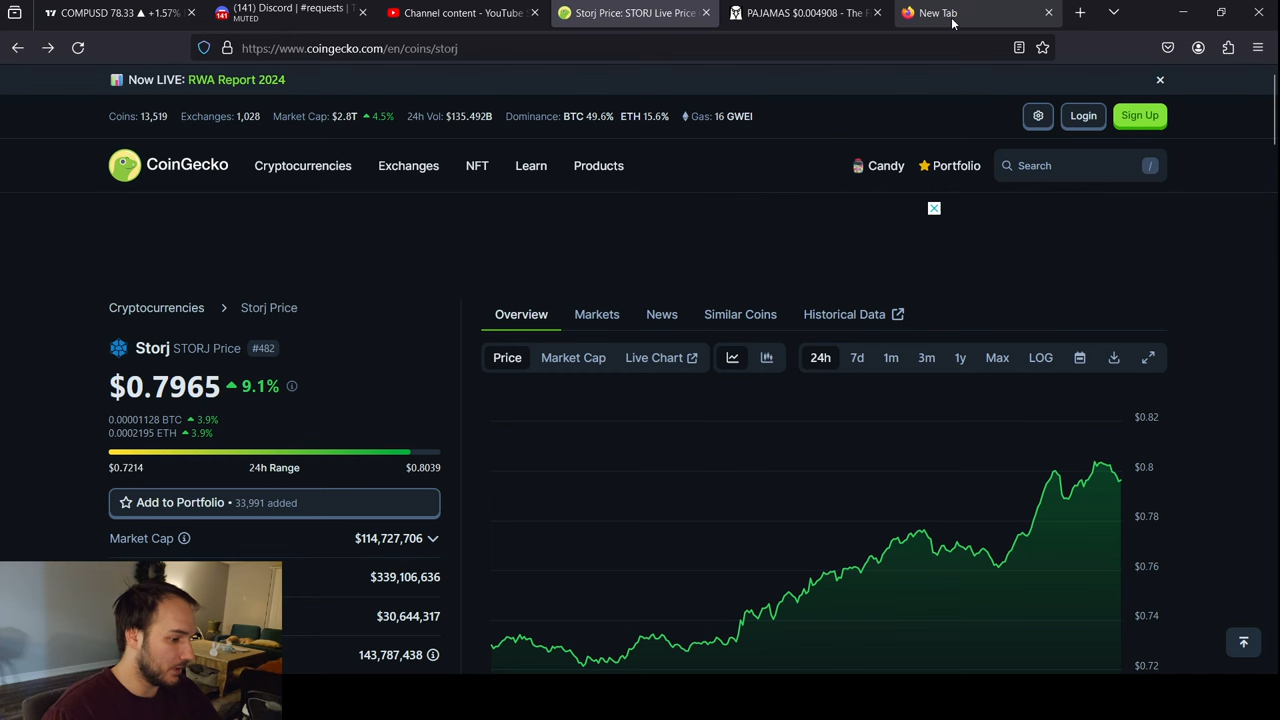 COMPUSD 78.33 ▲ +1.57%
(141) Discord | #requests | T
MUTED
Channel content - YouTube S
Storj Price: STORJ Live Price
PAJAMAS $0.004908 - The F
New Tab
https://www.coingecko.com/en/coins/storj
Now LIVE: RWA Report 2024
Coins: 13,519 Exchanges: 1,028 Market Cap: $2.8T ▲ 4.5% 24h Vol: $135.492B Dominance: BTC 49.6% ETH 15.6% Gas: 16 GWEI
Login
Sign Up
CoinGecko
Cryptocurrencies
Exchanges
NFT
Learn
Products
Candy
Portfolio
Search /
Cryptocurrencies > Storj Price
Storj STORJ Price #482
$0.7965 ▲ 9.1%
0.00001128 BTC ▲ 3.9%
0.0002195 ETH ▲ 3.9%
$0.7214 24h Range $0.8039
Add to Portfolio • 33,991 added
Market Cap $114,727,706
$339,106,636
$30,644,317
143,787,438
Overview Markets News Similar Coins Historical Data
Price Market Cap Live Chart
24h 7d 1m 3m 1y Max LOG
$0.82
$0.8
$0.78
$0.76
$0.74
$0.72